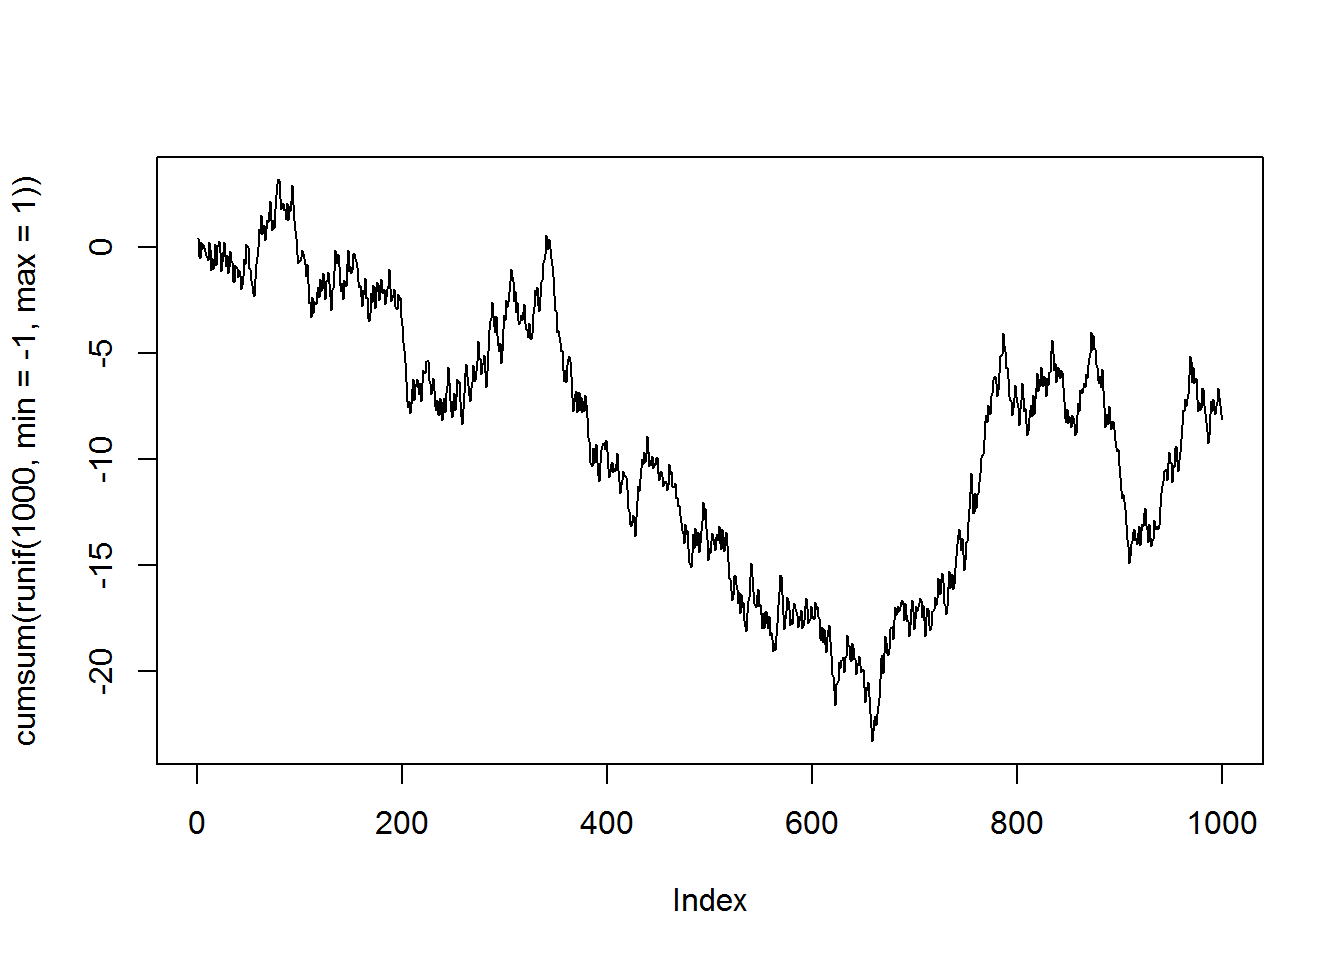 cumsum(runif(1000, min = -1, max = 1))
0
-5
-10
-15
-20
0 200 400 600 800 1000
Index